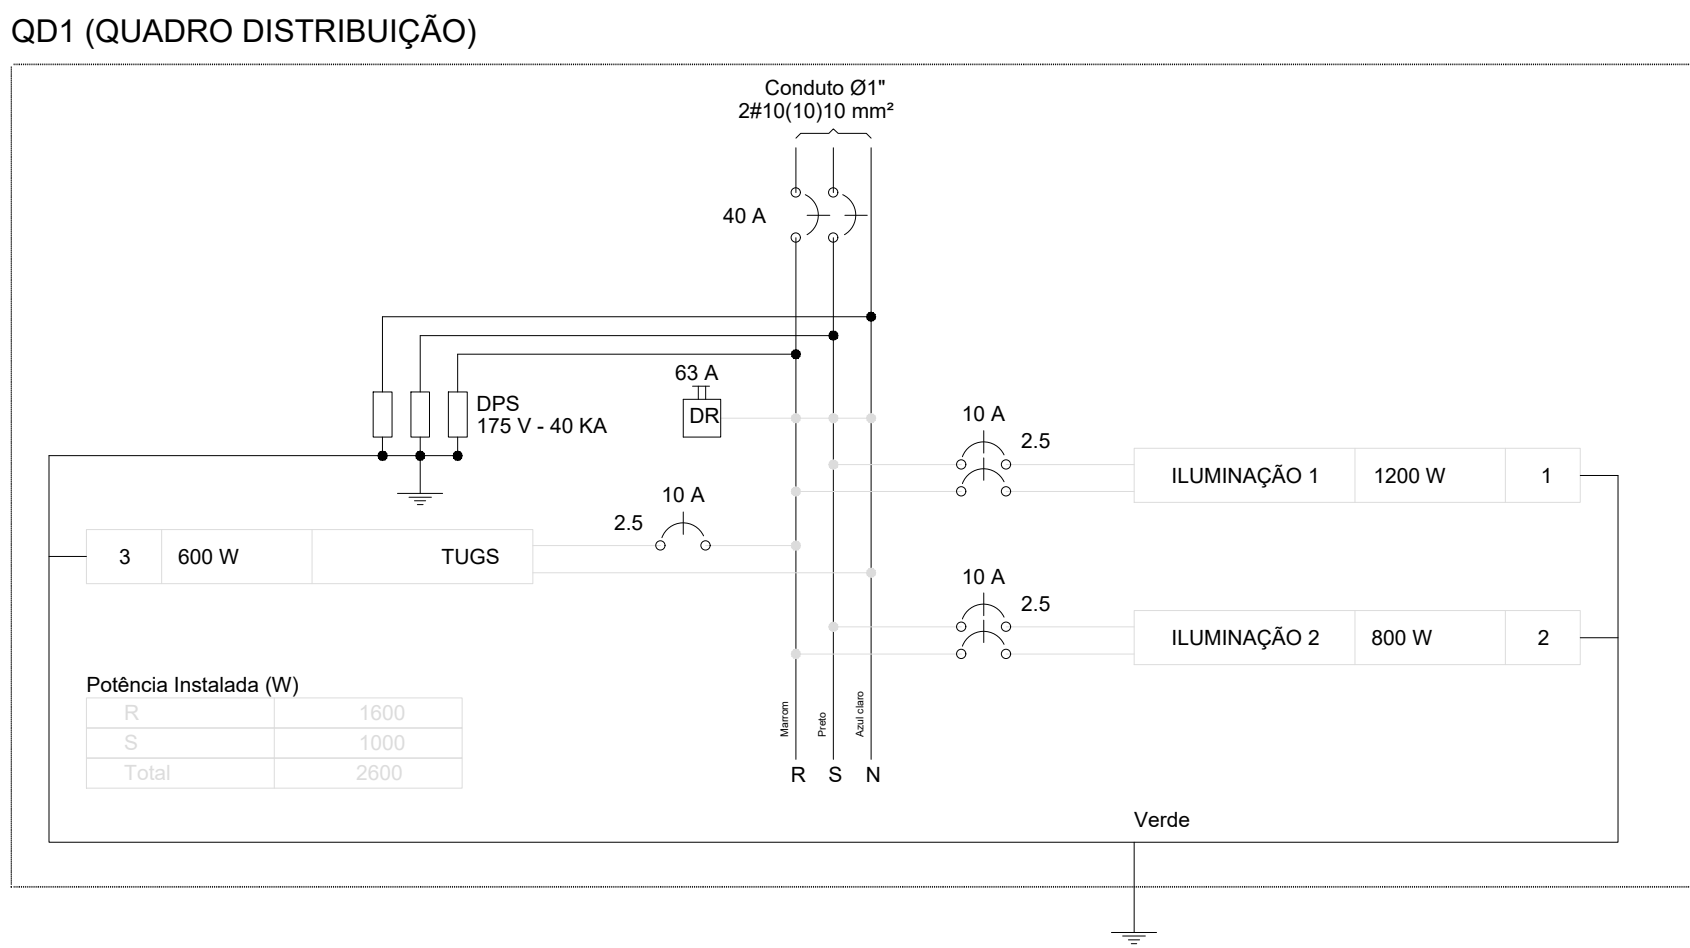 QD1 (QUADRO DISTRIBUIÇÃO)
Conduto Ø1"
2#10(10)10 mm²
40 A
63 A
DR
DPS
175 V - 40 KA
10 A
2.5
ILUMINAÇÃO 1 1200 W 1
10 A
2.5
3 600 W TUGS
10 A
2.5
ILUMINAÇÃO 2 800 W 2
Potência Instalada (W)
R 1600
S 1000
Total 2600
Marrom
Preto
Azul claro
R S N
Verde